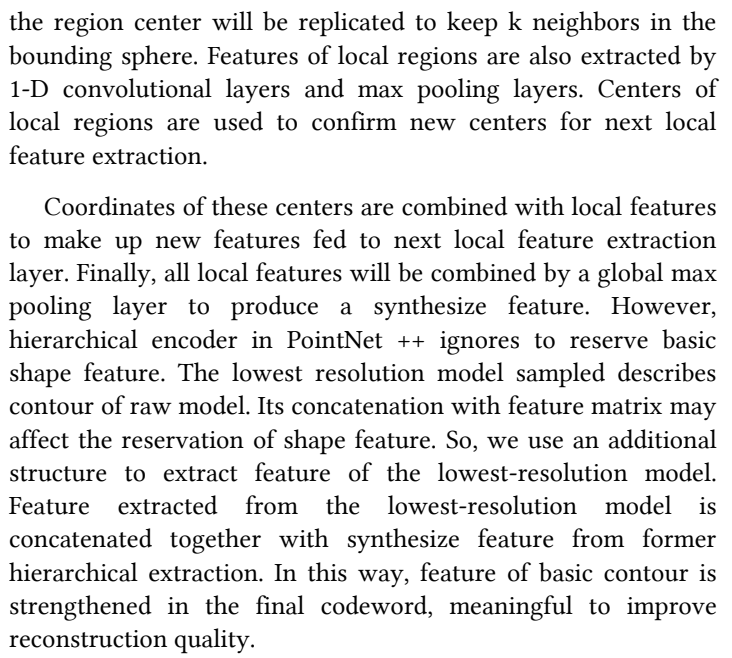 the region center will be replicated to keep k neighbors in the
bounding sphere. Features of local regions are also extracted by
1-D convolutional layers and max pooling layers. Centers of
local regions are used to confirm new centers for next local
feature extraction.
Coordinates of these centers are combined with local features
to make up new features fed to next local feature extraction
layer. Finally, all local features will be combined by a global max
pooling layer to produce a synthesize feature. However,
hierarchical encoder in PointNet ++ ignores to reserve basic
shape feature. The lowest resolution model sampled describes
contour of raw model. Its concatenation with feature matrix may
affect the reservation of shape feature. So, we use an additional
structure to extract feature of the lowest-resolution model.
Feature extracted from the lowest-resolution model is
concatenated together with synthesize feature from former
hierarchical extraction. In this way, feature of basic contour is
strengthened in the final codeword, meaningful to improve
reconstruction quality.